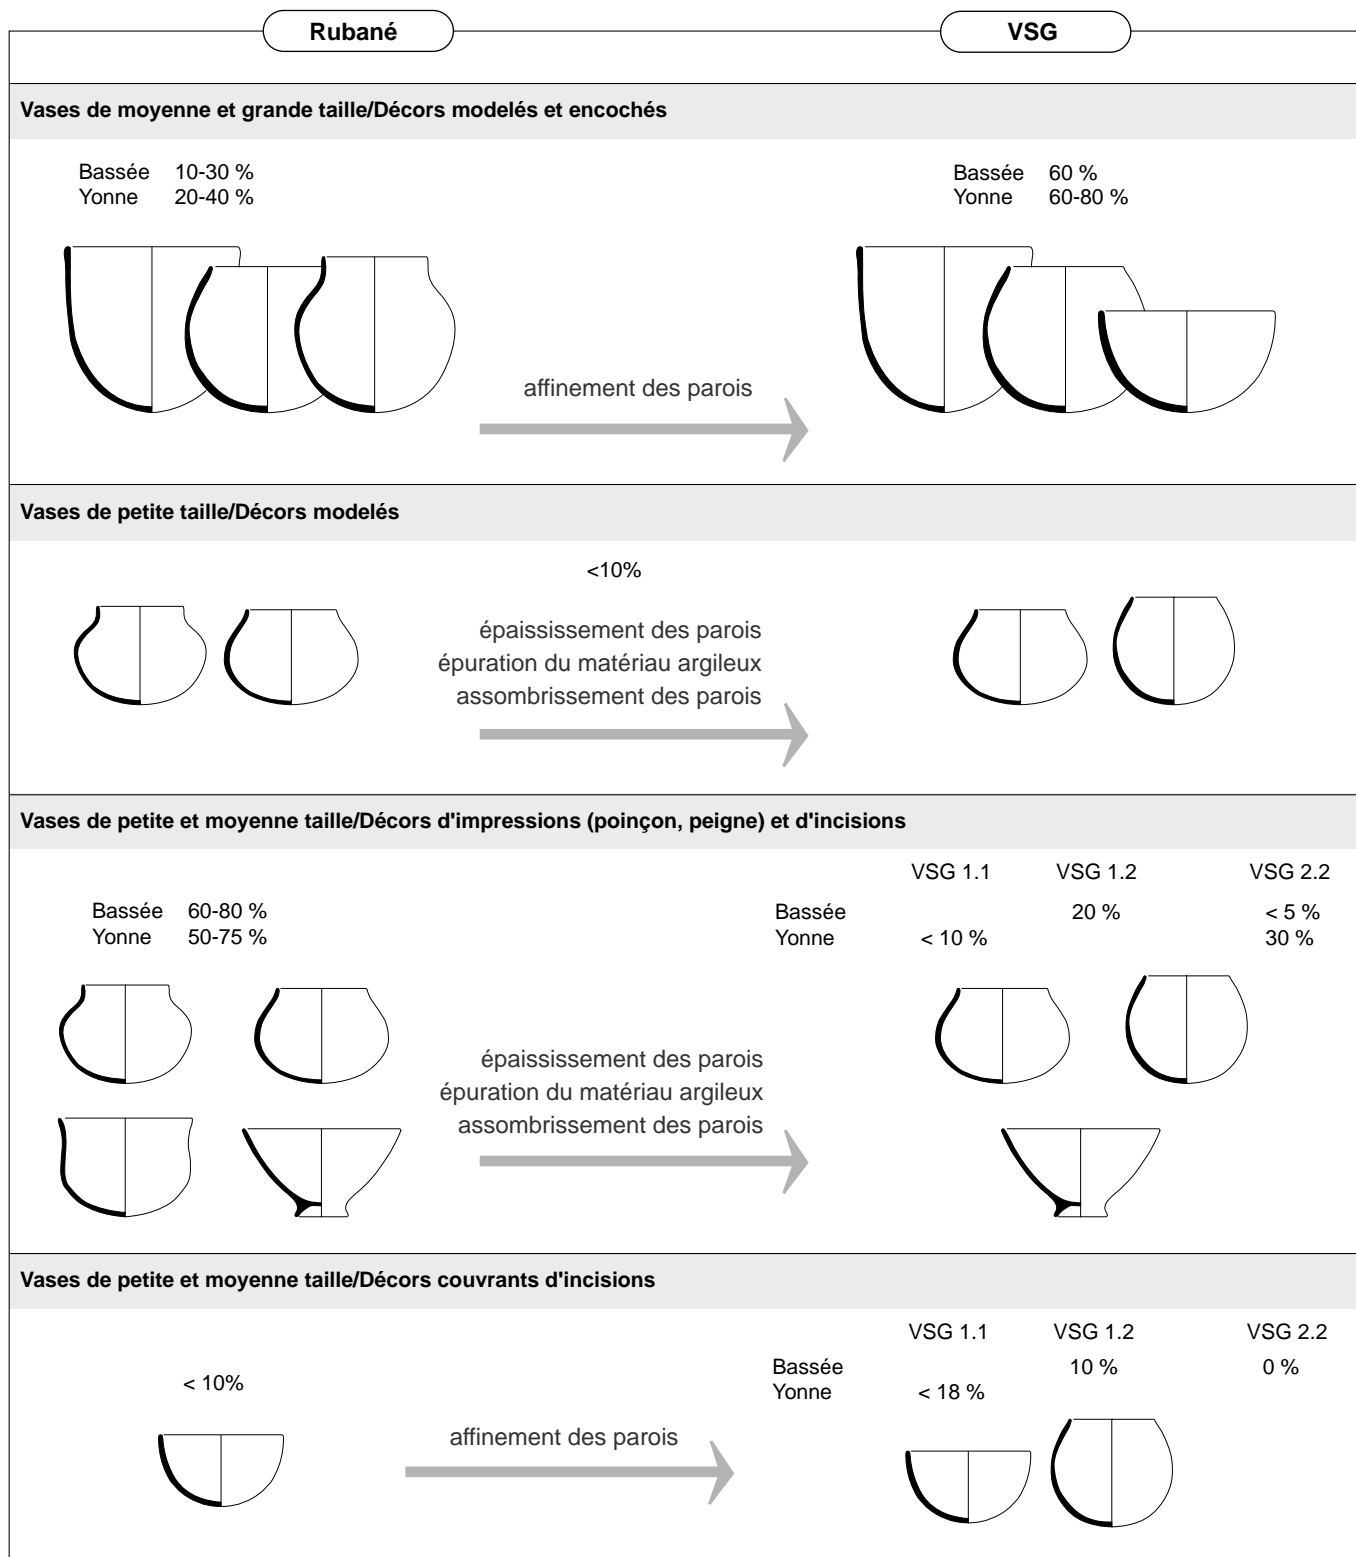 Rubané
VSG
Vases de moyenne et grande taille/Décors modelés et encochés
Bassée 10-30 %
Yonne 20-40 %
Bassée 60 %
Yonne 60-80 %
affinement des parois
Vases de petite taille/Décors modelés
<10%
épaississement des parois
épuration du matériau argileux
assombrissement des parois
Vases de petite et moyenne taille/Décors d'impressions (poinçon, peigne) et d'incisions
VSG 1.1 VSG 1.2 VSG 2.2
Bassée 60-80 %
Yonne 50-75 %
Bassée 20 % < 5 %
Yonne < 10 % 30 %
épaississement des parois
épuration du matériau argileux
assombrissement des parois
Vases de petite et moyenne taille/Décors couvrants d'incisions
VSG 1.1 VSG 1.2 VSG 2.2
Bassée 10 % 0 %
Yonne < 18 %
< 10%
affinement des parois